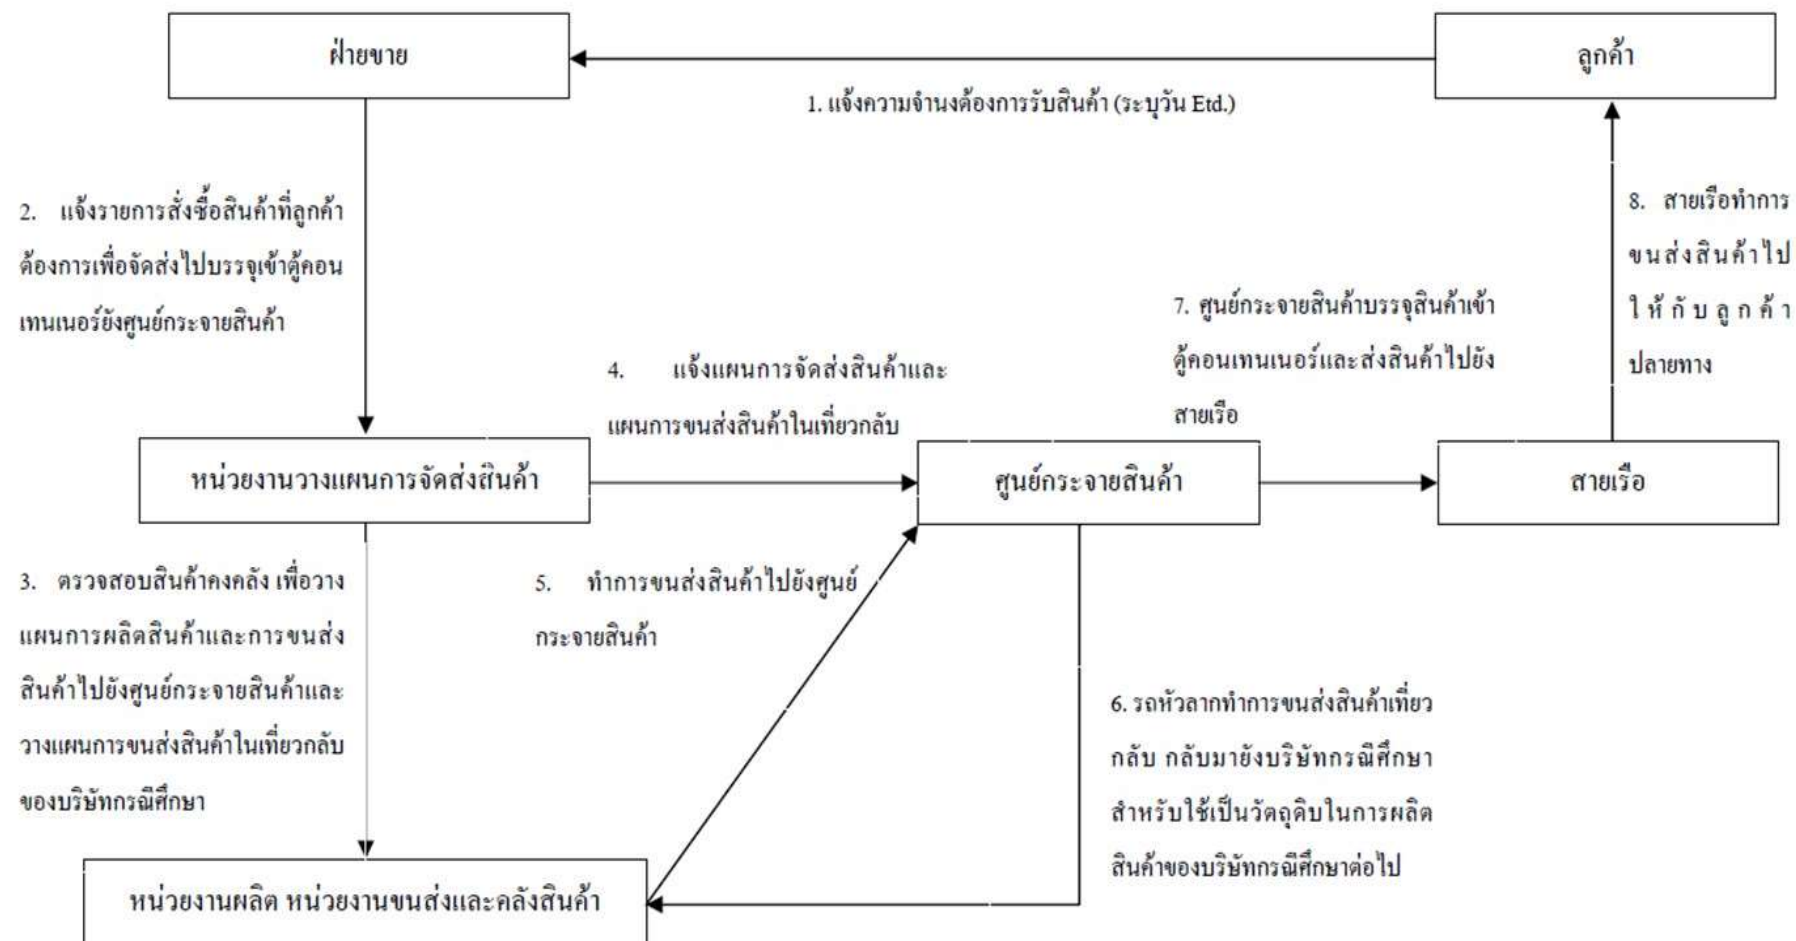 ฝ่ายขาย
ลูกค้า
1. แจ้งความจำนงต้องการรับสินค้า (ระบุวัน Etd.)
2. แจ้งรายการสั่งซื้อสินค้าที่ลูกค้า
ต้องการเพื่อจัดส่งไปบรรจุเข้าตู้คอน
เทนเนอร์ยังศูนย์กระจายสินค้า
8. สายเรือทำการ
ขนส่งสินค้าไป
ให้กับลูกค้า
ปลายทาง
7. ศูนย์กระจายสินค้าบรรจุสินค้าเข้า
ตู้คอนเทนเนอร์และส่งสินค้าไปยัง
สายเรือ
4. แจ้งแผนการจัดส่งสินค้าและ
แผนการขนส่งสินค้าในเที่ยวกลับ
หน่วยงานวางแผนการจัดส่งสินค้า
ศูนย์กระจายสินค้า
สายเรือ
3. ตรวจสอบสินค้าคงคลัง เพื่อวาง
แผนการผลิตสินค้าและการขนส่ง
สินค้าไปยังศูนย์กระจายสินค้าและ
วางแผนการขนส่งสินค้าในเที่ยวกลับ
ของบริษัทกรณีศึกษา
5. ทำการขนส่งสินค้าไปยังศูนย์
กระจายสินค้า
6. รถหัวลากทำการขนส่งสินค้าเที่ยว
กลับ กลับมายังบริษัทกรณีศึกษา
สำหรับใช้เป็นวัตถุดิบในการผลิต
สินค้าของบริษัทกรณีศึกษาต่อไป
หน่วยงานผลิต หน่วยงานขนส่งและคลังสินค้า